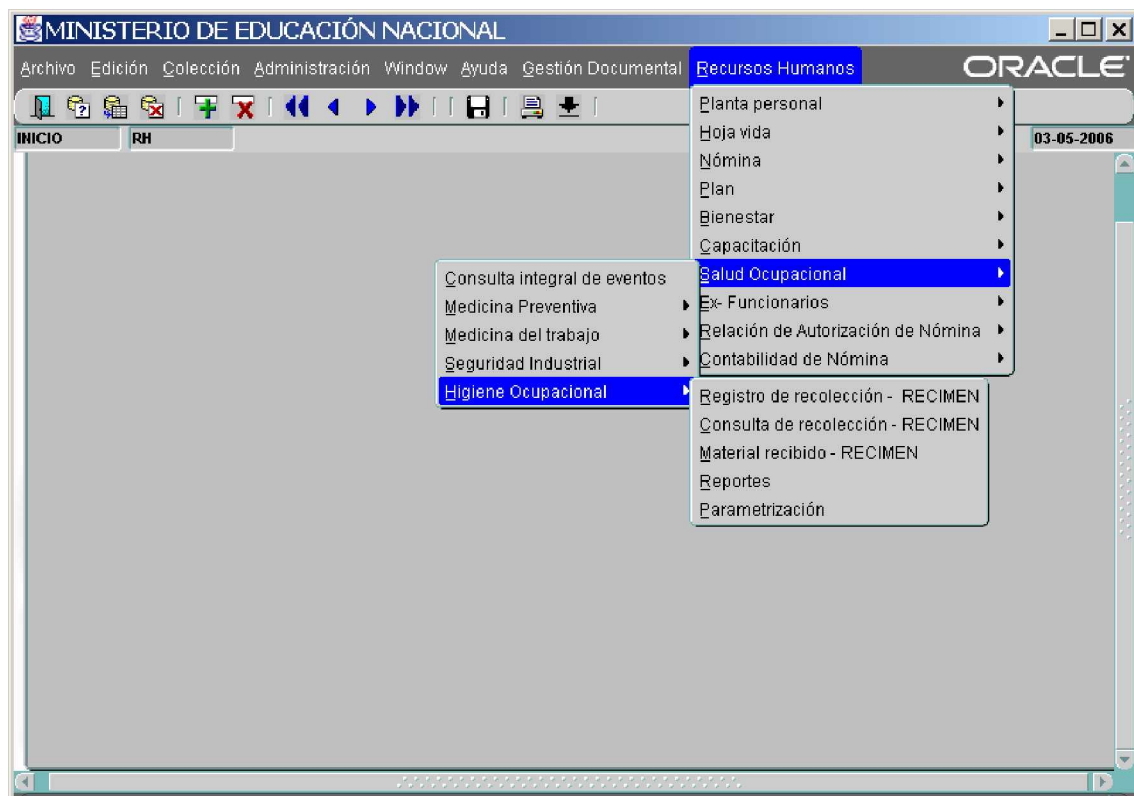 MINISTERIO DE EDUCACIÓN NACIONAL
Archivo Edición Colección Administración Window Ayuda Gestión Documental Recursos Humanos ORACLE
INICIO RH 03-05-2006
Planta personal
Hoja vida
Nómina
Plan
Bienestar
Capacitación
Salud Ocupacional
Ex- Funcionarios
Relación de Autorización de Nómina
Contabilidad de Nómina
Consulta integral de eventos
Medicina Preventiva
Medicina del trabajo
Seguridad Industrial
Higiene Ocupacional
Registro de recolección - RECIMEN
Consulta de recolección - RECIMEN
Material recibido - RECIMEN
Reportes
Parametrización